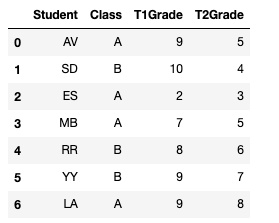 Student Class T1Grade T2Grade
0 AV A 9 5
1 SD B 10 4
2 ES A 2 3
3 MB A 7 5
4 RR B 8 6
5 YY B 9 7
6 LA A 9 8